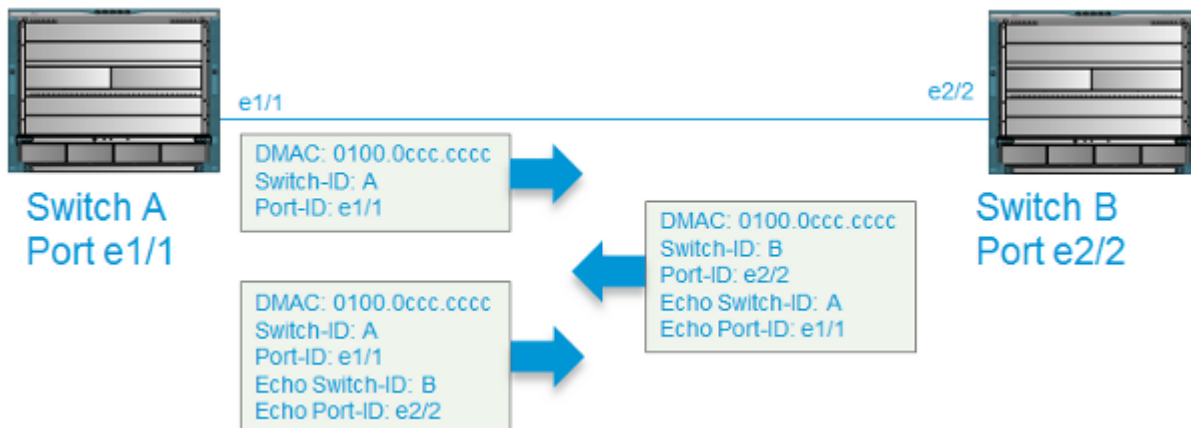 e1/1
e2/2
DMAC: 0100.0ccc.cccc
Switch-ID: A
Port-ID: e1/1
Switch A
Port e1/1
Switch B
Port e2/2
DMAC: 0100.0ccc.cccc
Switch-ID: B
Port-ID: e2/2
Echo Switch-ID: A
Echo Port-ID: e1/1
DMAC: 0100.0ccc.cccc
Switch-ID: A
Port-ID: e1/1
Echo Switch-ID: B
Echo Port-ID: e2/2